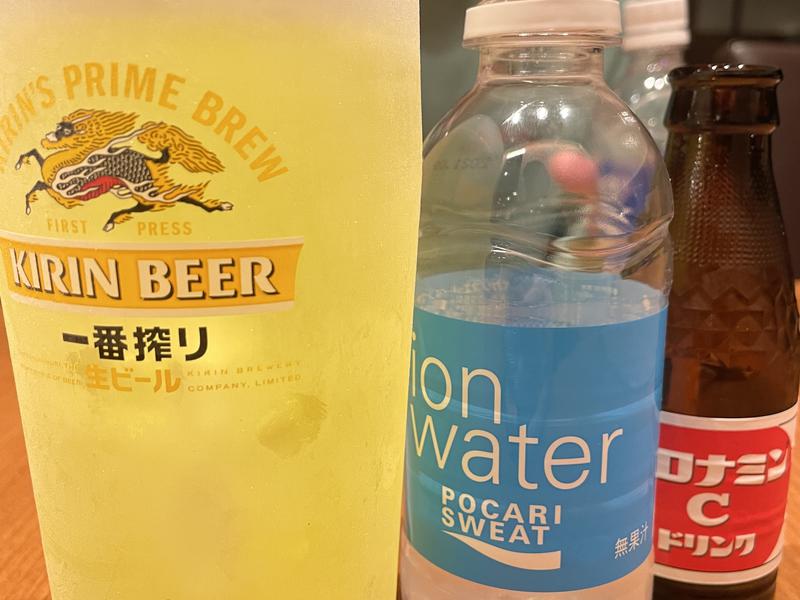 KIRIN'S PRIME BREW
FIRST PRESS
KIRIN BEER
一番搾り
生ビール
KIRIN BREWERY
COMPANY, LIMITED
ion
water
POCARI
SWEAT
無果汁
ロナミン
C
ドリンク